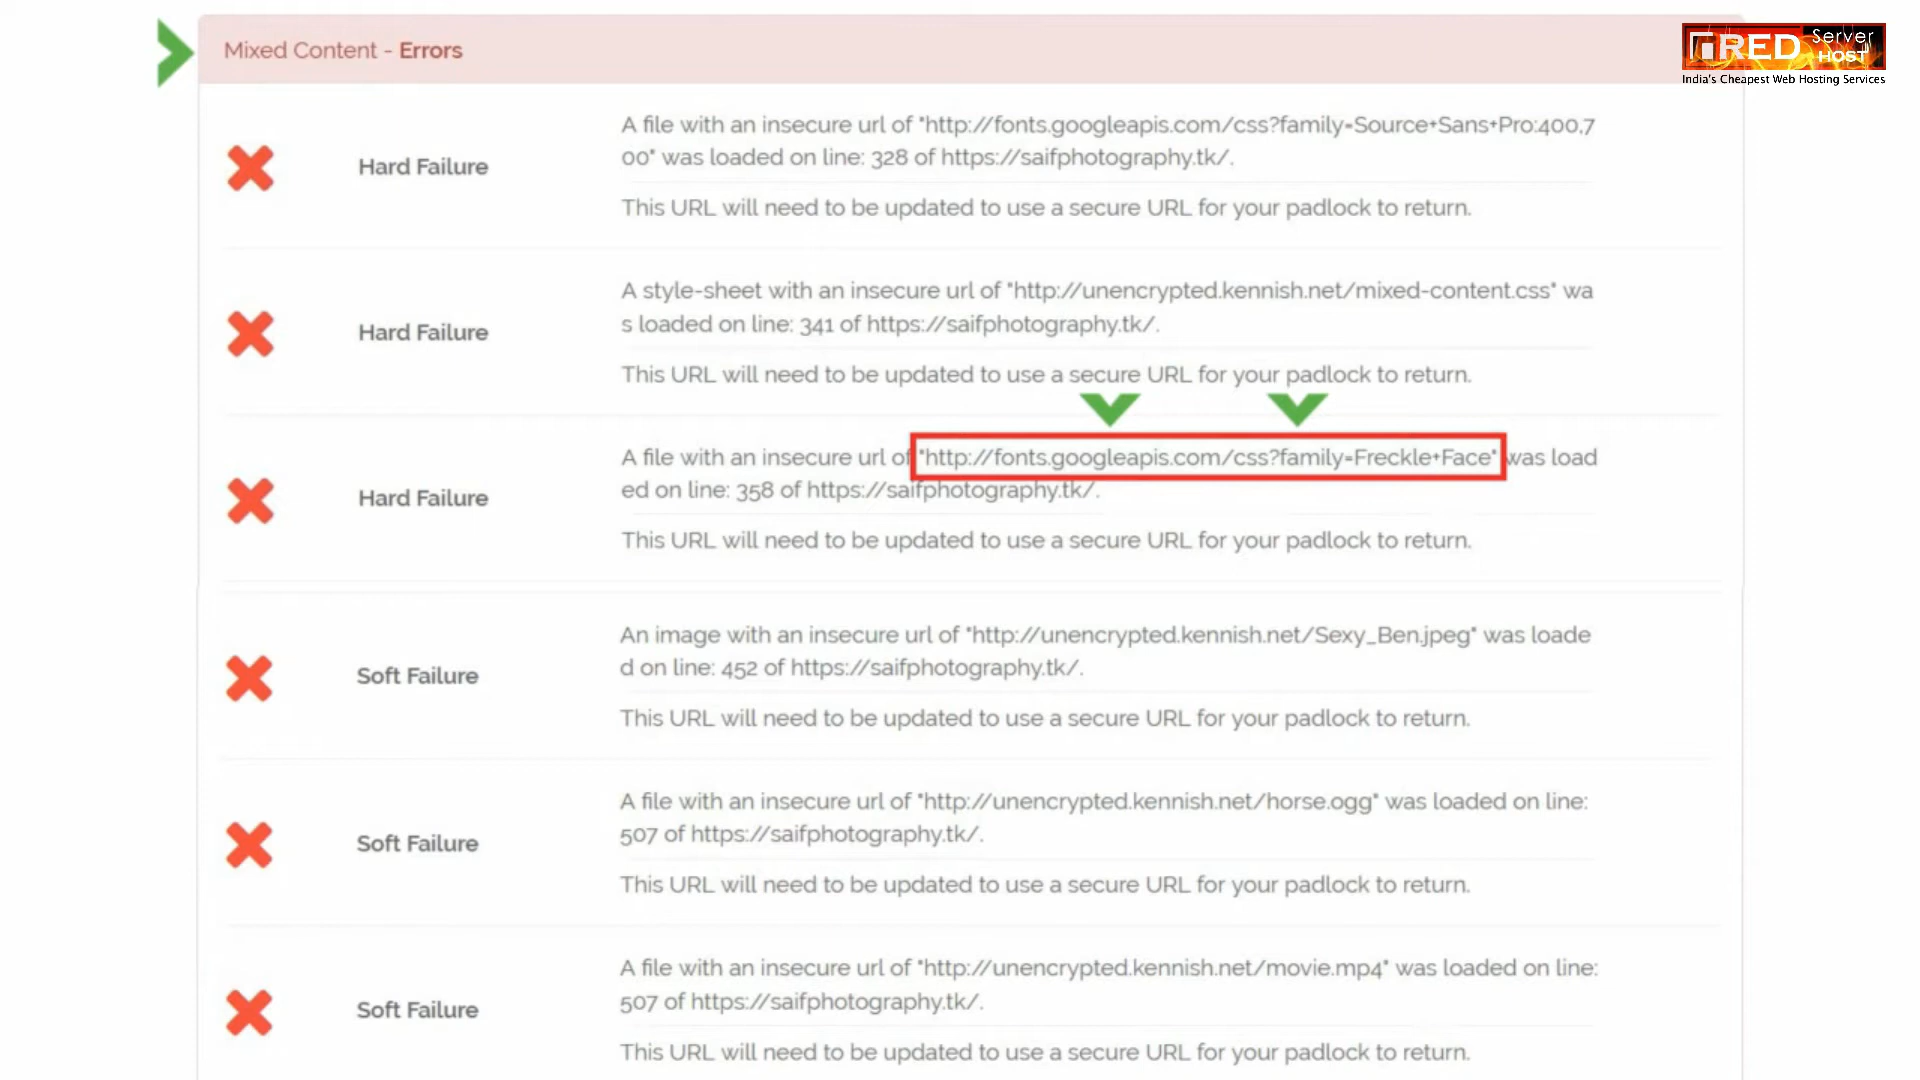 Mixed Content - Errors
RED Server HOST
India's Cheapest Web Hosting Services
Hard Failure
A file with an insecure url of "http://fonts.googleapis.com/css?family=Source+Sans+Pro:400,7
00" was loaded on line: 328 of https://saifphotography.tk/.
This URL will need to be updated to use a secure URL for your padlock to return.
Hard Failure
A style-sheet with an insecure url of "http://unencrypted.kennish.net/mixed-content.css" wa
s loaded on line: 341 of https://saifphotography.tk/.
This URL will need to be updated to use a secure URL for your padlock to return.
Hard Failure
A file with an insecure url of "http://fonts.googleapis.com/css?family=Freckle+Face" was load
ed on line: 358 of https://saifphotography.tk/.
This URL will need to be updated to use a secure URL for your padlock to return.
Soft Failure
An image with an insecure url of "http://unencrypted.kennish.net/Sexy_Ben.jpeg" was loade
d on line: 452 of https://saifphotography.tk/.
This URL will need to be updated to use a secure URL for your padlock to return.
Soft Failure
A file with an insecure url of "http://unencrypted.kennish.net/horse.ogg" was loaded on line:
507 of https://saifphotography.tk/.
This URL will need to be updated to use a secure URL for your padlock to return.
Soft Failure
A file with an insecure url of "http://unencrypted.kennish.net/movie.mp4" was loaded on line:
507 of https://saifphotography.tk/.
This URL will need to be updated to use a secure URL for your padlock to return.